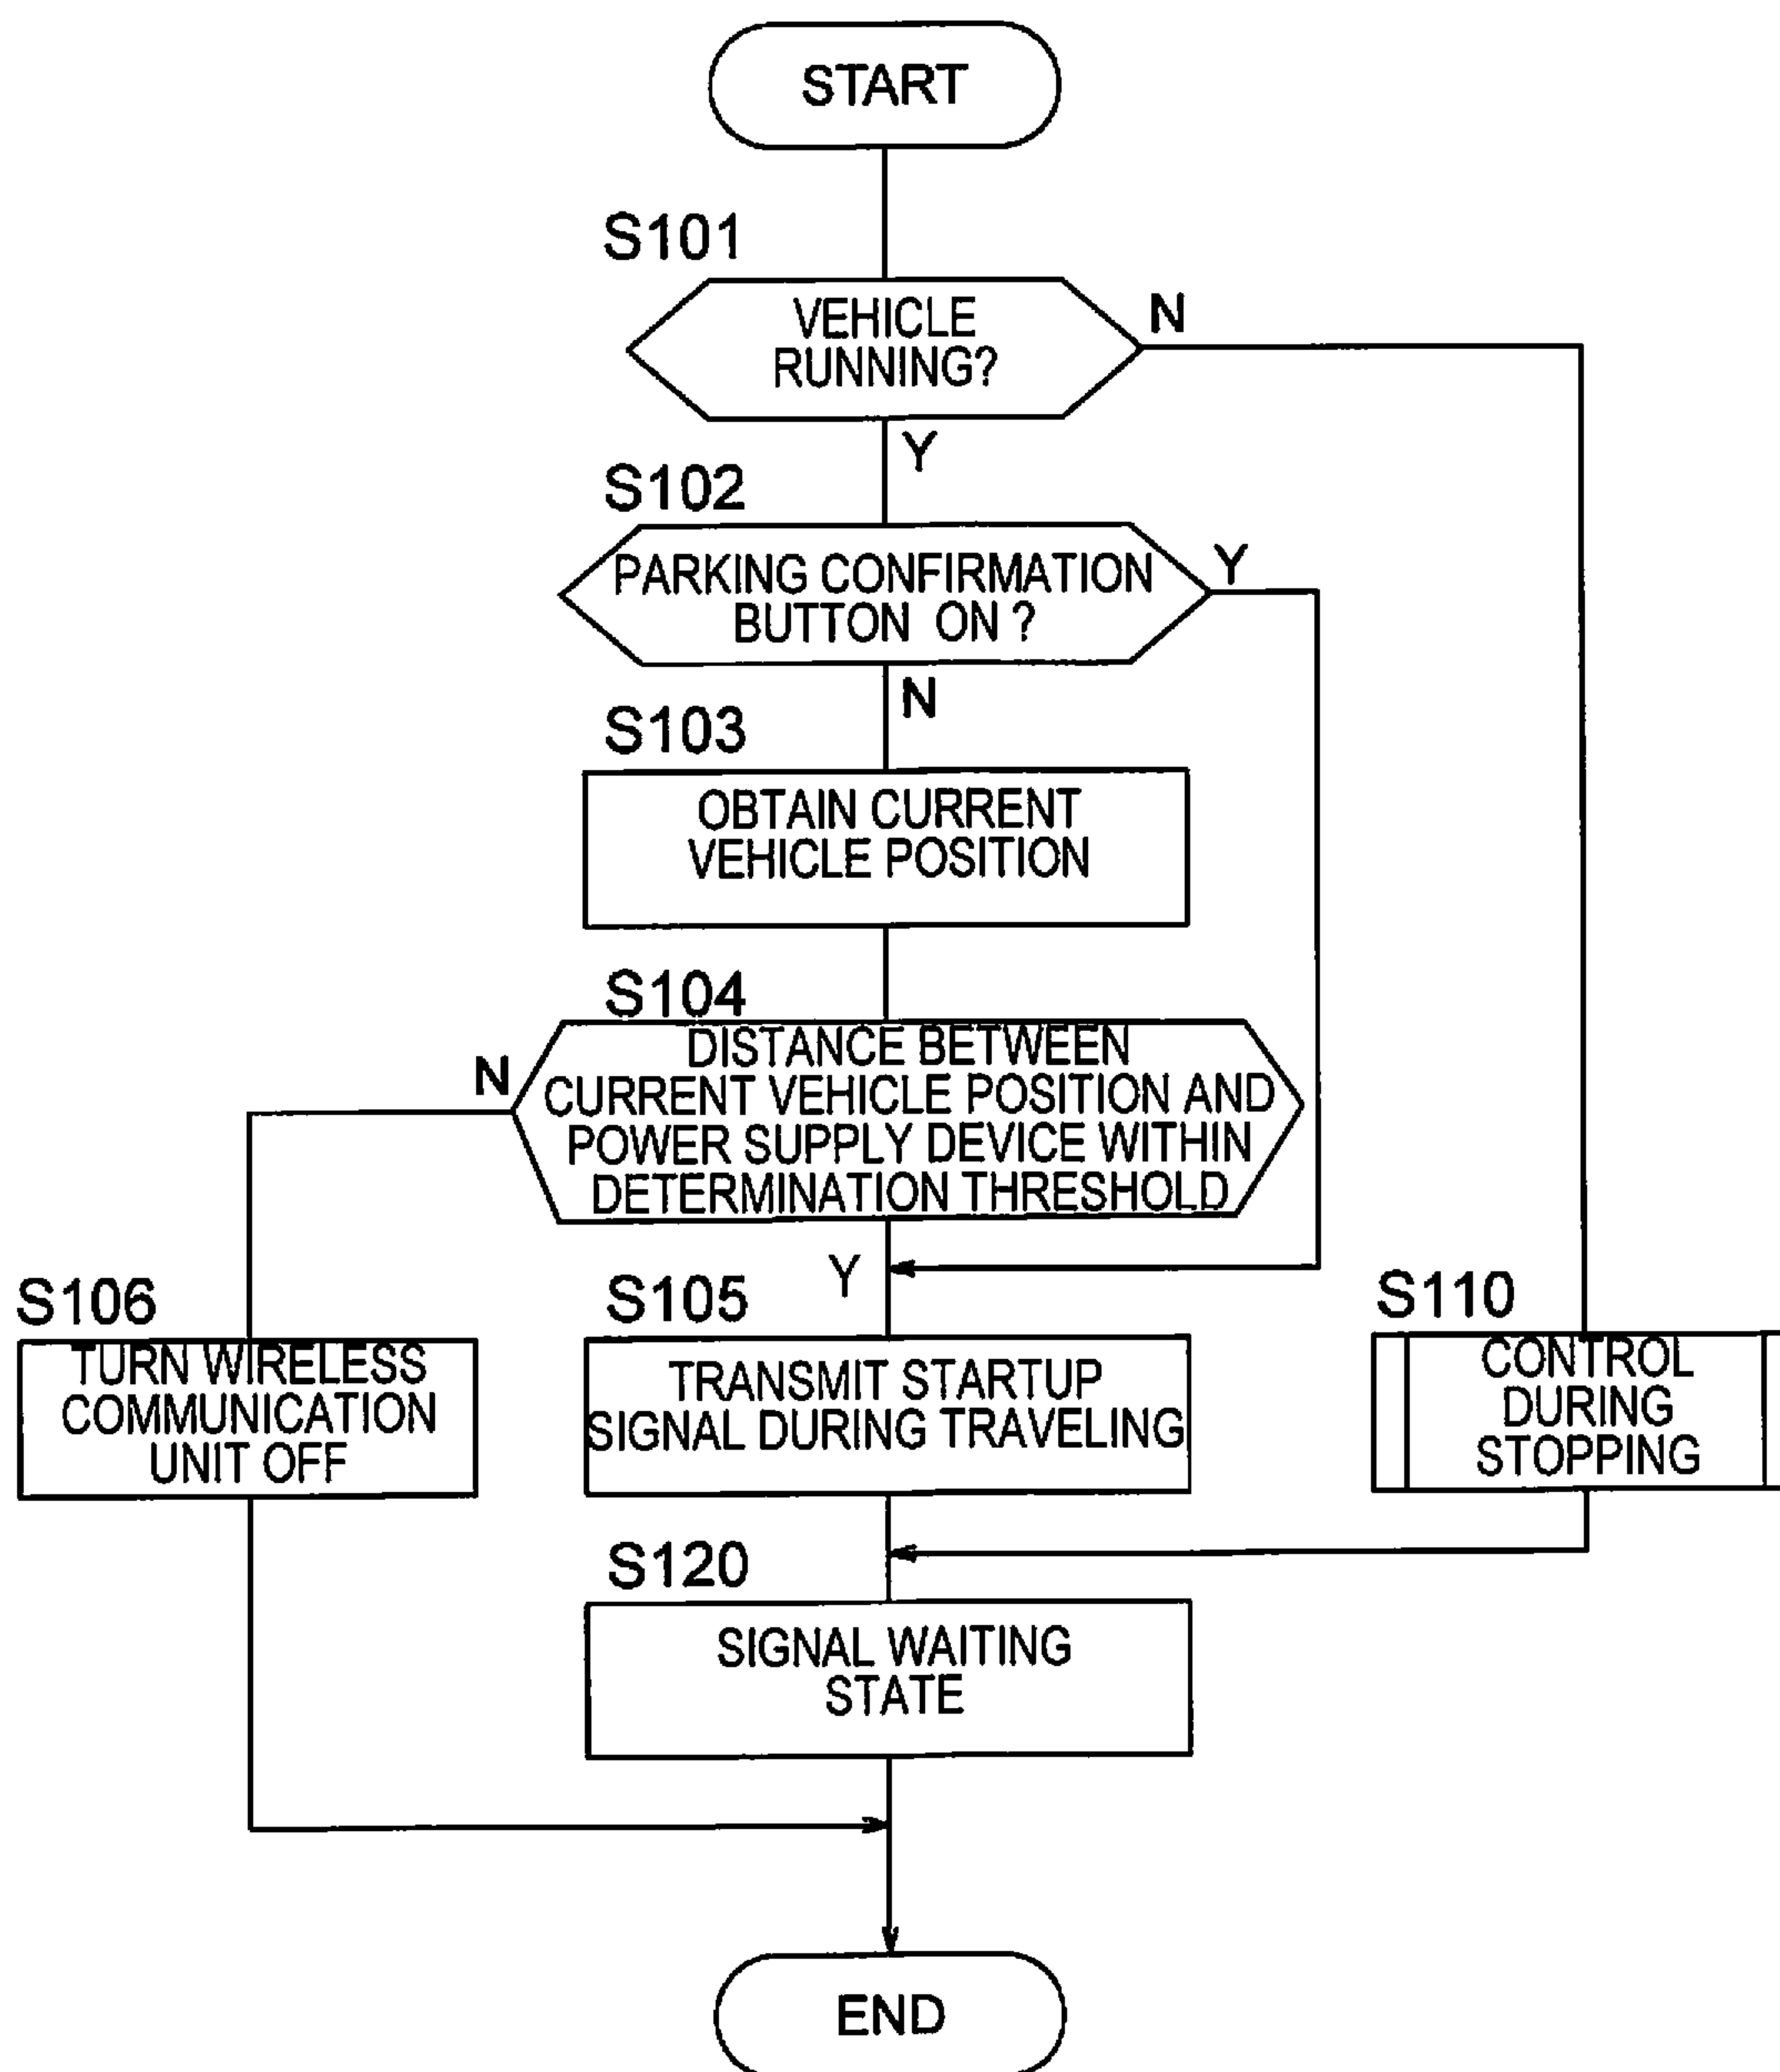 START
S101
VEHICLE
RUNNING?
N
Y
S102
PARKING CONFIRMATION
BUTTON ON ?
Y
N
S103
OBTAIN CURRENT
VEHICLE POSITION
S104
DISTANCE BETWEEN
CURRENT VEHICLE POSITION AND
POWER SUPPLY DEVICE WITHIN
DETERMINATION THRESHOLD
N
Y
S106
TURN WIRELESS
COMMUNICATION
UNIT OFF
S105
TRANSMIT STARTUP
SIGNAL DURING TRAVELING
S110
CONTROL
DURING
STOPPING
S120
SIGNAL WAITING
STATE
END